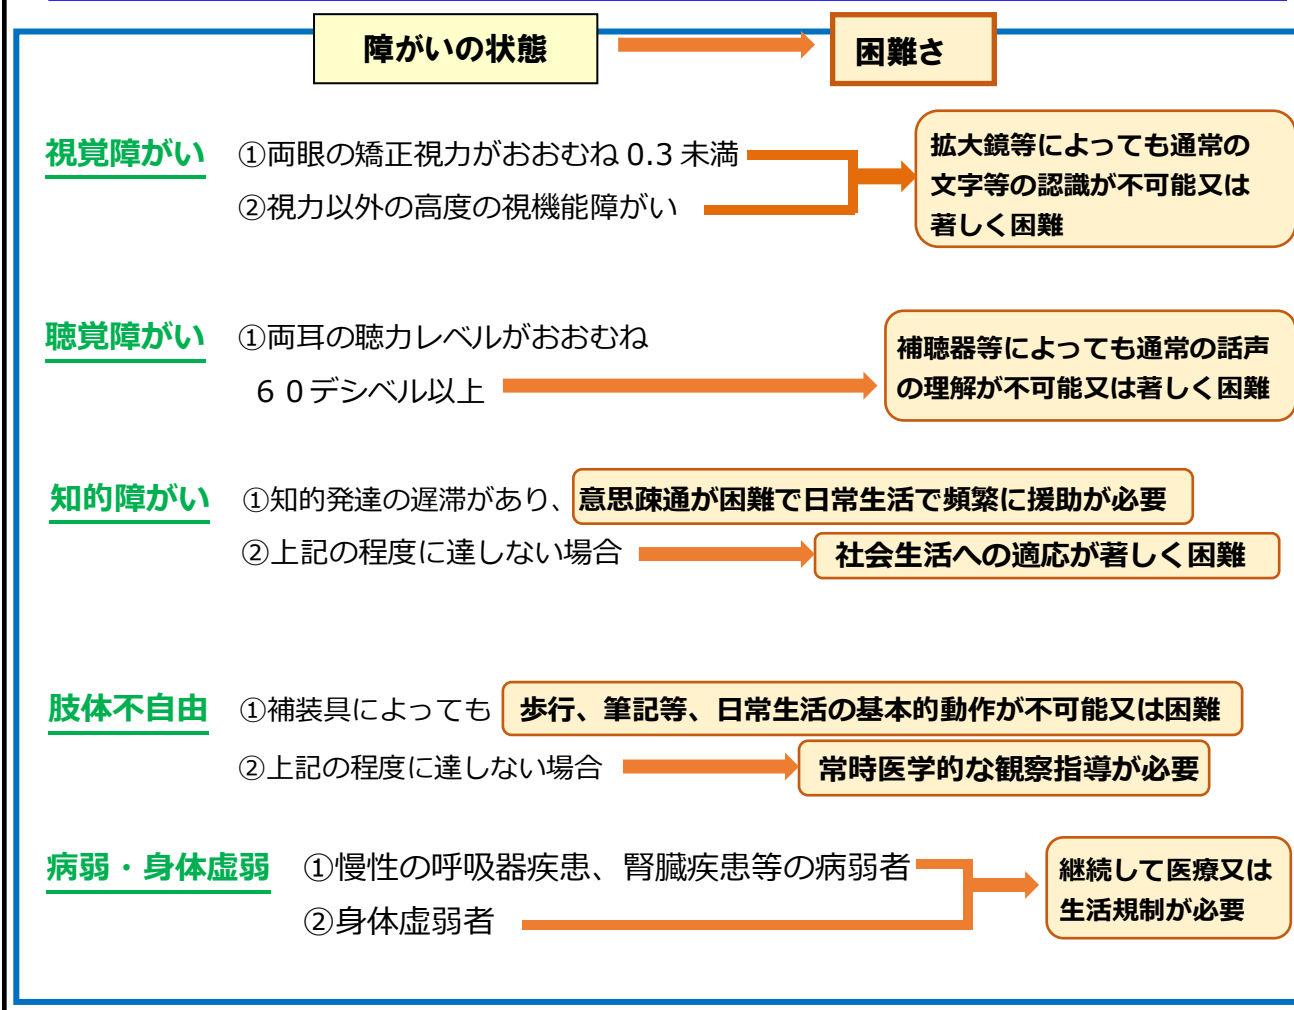 障がいの状態 困難さ
視覚障がい ①両眼の矯正視力がおおむね 0.3 未満
②視力以外の高度の視機能障がい
拡大鏡等によっても通常の
文字等の認識が不可能又は
著しく困難
聴覚障がい ①両耳の聴力レベルがおおむね
６０デシベル以上
補聴器等によっても通常の話声
の理解が不可能又は著しく困難
知的障がい ①知的発達の遅滞があり、意思疎通が困難で日常生活で頻繁に援助が必要
②上記の程度に達しない場合 社会生活への適応が著しく困難
肢体不自由 ①補装具によっても 歩行、筆記等、日常生活の基本的動作が不可能又は困難
②上記の程度に達しない場合 常時医学的な観察指導が必要
病弱・身体虚弱 ①慢性の呼吸器疾患、腎臓疾患等の病弱者
②身体虚弱者
継続して医療又は
生活規制が必要